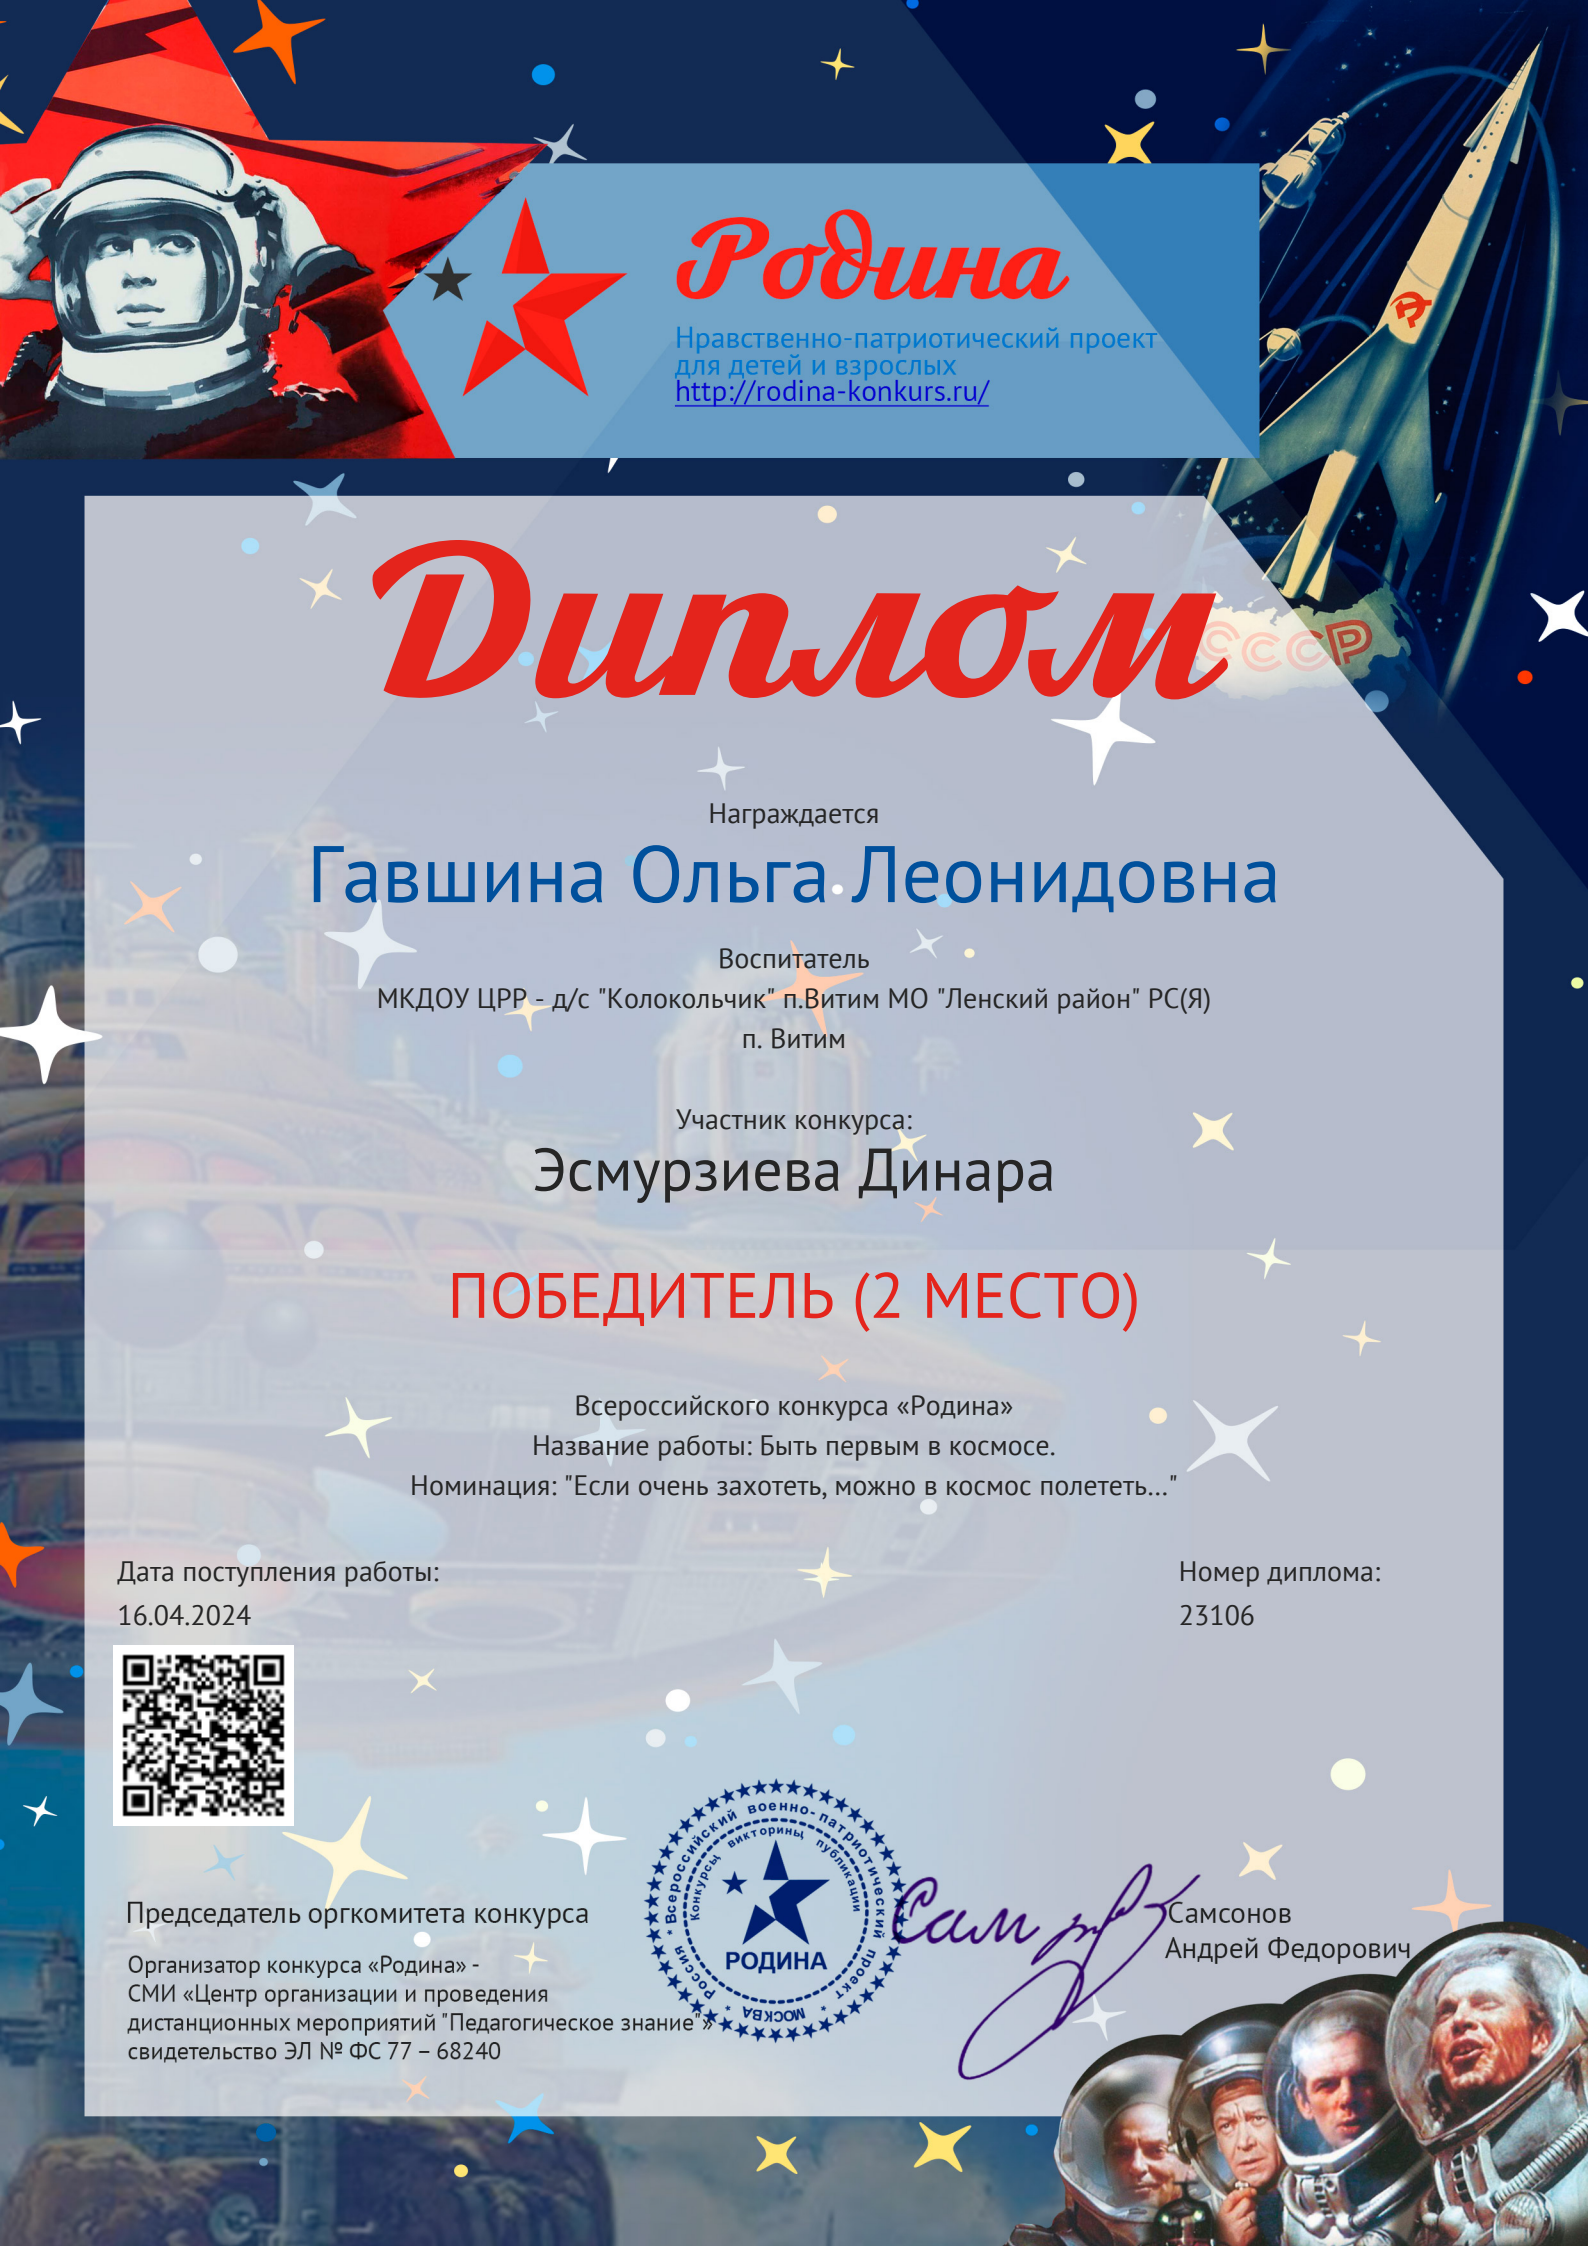 Родина
Нравственно-патриотический проект
для детей и взрослых
http://rodina-konkurs.ru/
Диплом
СССР
Награждается
Гавшина Ольга Леонидовна
Воспитатель
МКДОУ ЦРР - д/с "Колокольчик" п.Витим МО "Ленский район" РС(Я)
п. Витим
Участник конкурса:
Эсмурзиева Динара
ПОБЕДИТЕЛЬ (2 МЕСТО)
Всероссийского конкурса «Родина»
Название работы: Быть первым в космосе.
Номинация: "Если очень захотеть, можно в космос полететь..."
Дата поступления работы:
16.04.2024
Номер диплома:
23106
Председатель оргкомитета конкурса
Организатор конкурса «Родина» -
СМИ «Центр организации и проведения
дистанционных мероприятий "Педагогическое знание"»
свидетельство ЭЛ № ФС 77 – 68240
Всероссийский военно-патриотический проект
Россия * МОСКВА *
Конкурсы, викторины, публикации
РОДИНА
Самсонов
Андрей Федорович